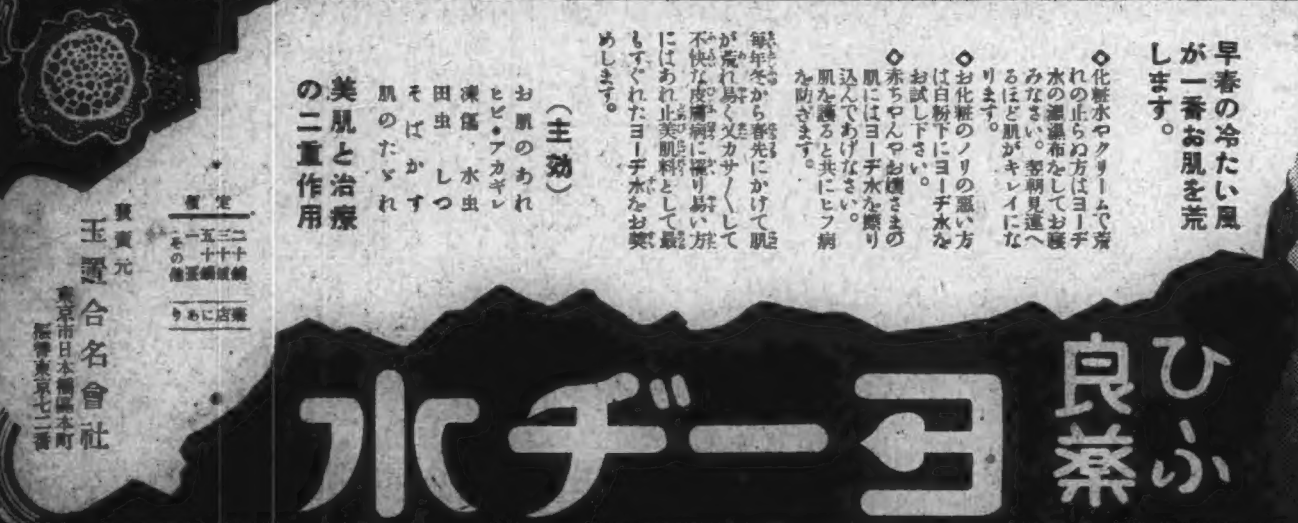 早春の冷たい風
が一番お肌を荒
します。
◇化粧水やクリームで荒
れの止らぬ方はヨーヂ
水の濕布をしてお寢
みなさい。翌朝見違へ
るほど肌がキレイにな
ります。
◇お化粧のノリの惡い方
は白粉下にヨーヂ水を
お試し下さい。
◇赤ちやんやお孃さまの
肌にはヨーヂ水を擦り
込んであげなさい。
肌を護ると共にヒフ病
を防ぎます。
毎年冬から春先にかけて肌
が荒れ易く又カサ〱して
不快な皮膚病に罹り易い方
にはあれ止美肌料として最
もすぐれたヨーヂ水をお奬
めします。
(主効)
お肌のあれ
ヒビ・アカギレ
凍傷、水虫
田虫 しつ
そばかす
肌のたゞれ
美肌と治療
の二重作用
ひふ
良薬
ヨーヂ水
定價
二十錢
三十錢
五十錢
一圓
その他
藥店にあり
發賣元
玉置合名會社
東京市日本橋區本町
振替東京七二番